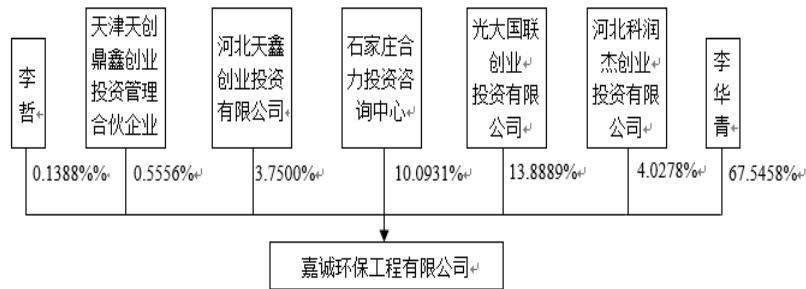 李
哲
天津天创
鼎鑫创业
投资管理
合伙企业
河北天鑫
创业投资
有限公司
石家庄合
力投资咨
询中心
光大国联
创业
投资有限
公司
河北科润
杰创业
投资有限
公司
李
华
青
0.1388%%
0.5556%
3.7500%
10.0931%
13.8889%
4.0278%
67.5458%
嘉诚环保工程有限公司